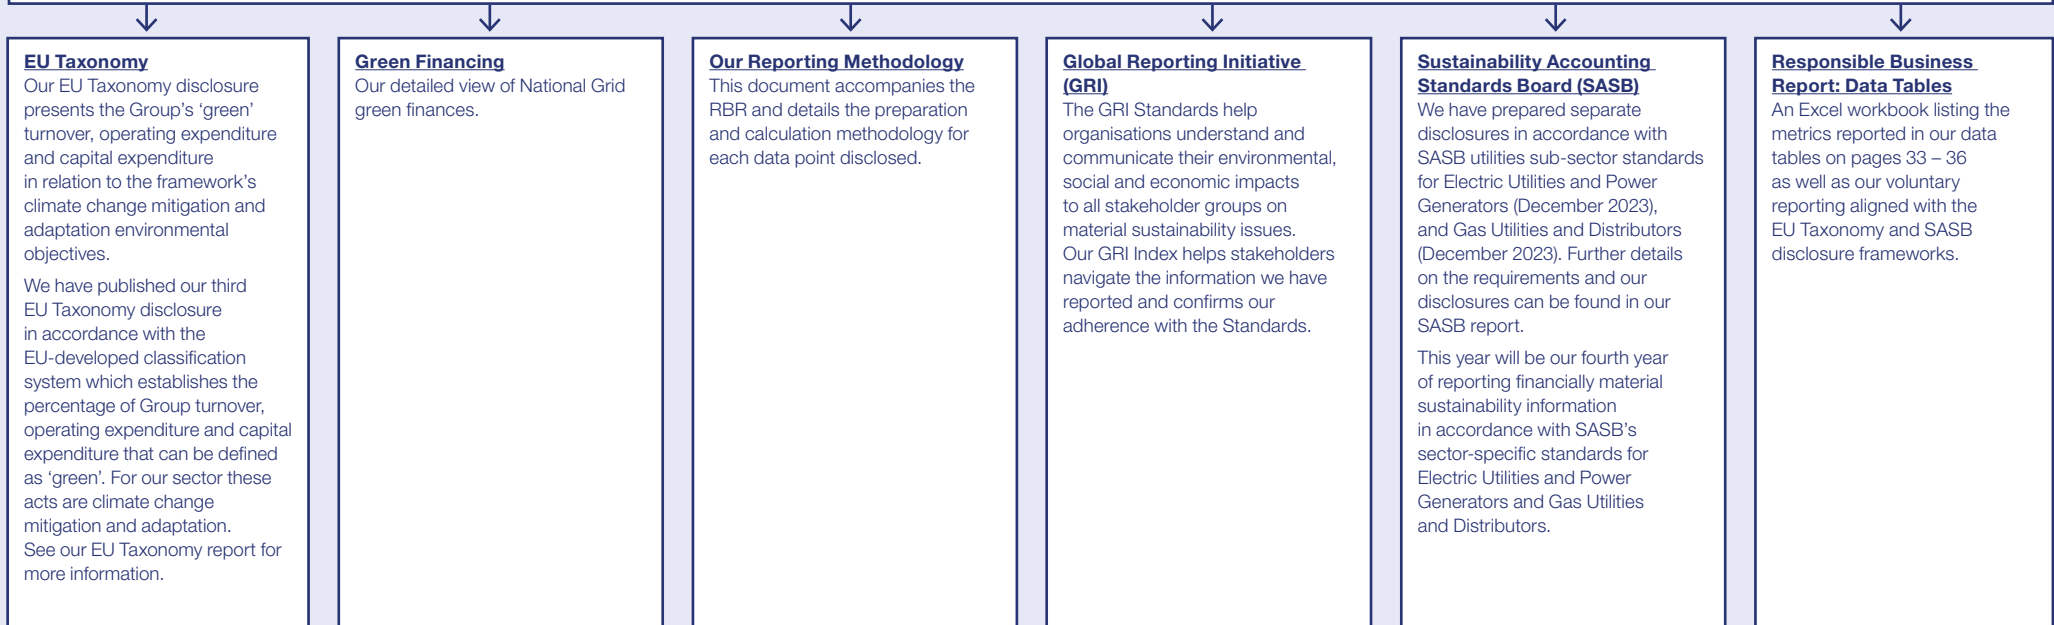 EU Taxonomy
Our EU Taxonomy disclosure
presents the Group’s ‘green’
turnover, operating expenditure
and capital expenditure
in relation to the framework’s
climate change mitigation and
adaptation environmental
objectives.
We have published our third
EU Taxonomy disclosure
in accordance with the
EU-developed classification
system which establishes the
percentage of Group turnover,
operating expenditure and capital
expenditure that can be defined
as ‘green’. For our sector these
acts are climate change
mitigation and adaptation.
See our EU Taxonomy report for
more information.
Green Financing
Our detailed view of National Grid
green finances.
Our Reporting Methodology
This document accompanies the
RBR and details the preparation
and calculation methodology for
each data point disclosed.
Global Reporting Initiative
(GRI)
The GRI Standards help
organisations understand and
communicate their environmental,
social and economic impacts
to all stakeholder groups on
material sustainability issues.
Our GRI Index helps stakeholders
navigate the information we have
reported and confirms our
adherence with the Standards.
Sustainability Accounting
Standards Board (SASB)
We have prepared separate
disclosures in accordance with
SASB utilities sub-sector standards
for Electric Utilities and Power
Generators (December 2023),
and Gas Utilities and Distributors
(December 2023). Further details
on the requirements and our
disclosures can be found in our
SASB report.
This year will be our fourth year
of reporting financially material
sustainability information
in accordance with SASB’s
sector-specific standards for
Electric Utilities and Power
Generators and Gas Utilities
and Distributors.
Responsible Business
Report: Data Tables
An Excel workbook listing the
metrics reported in our data
tables on pages 33 – 36
as well as our voluntary
reporting aligned with the
EU Taxonomy and SASB
disclosure frameworks.